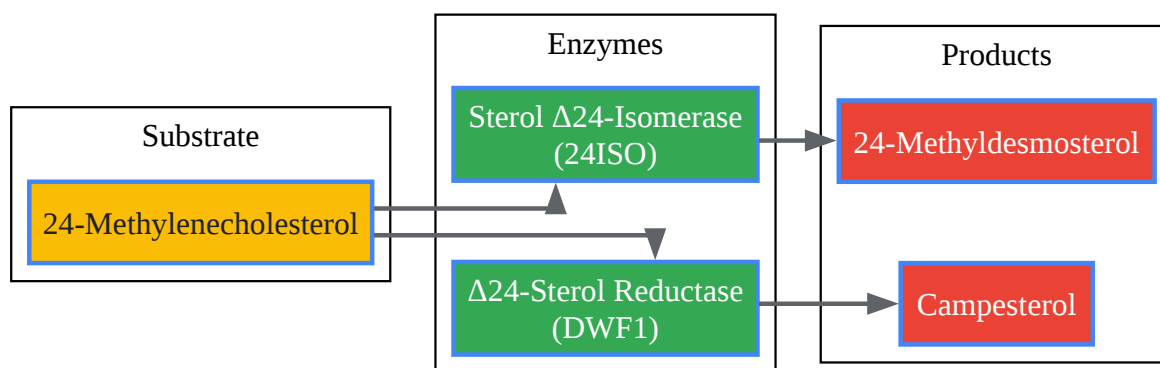 Substrate
24-Methylenecholesterol
Enzymes
Sterol Δ24-Isomerase
(24ISO)
Δ24-Sterol Reductase
(DWF1)
Products
24-Methyldesmosterol
Campesterol